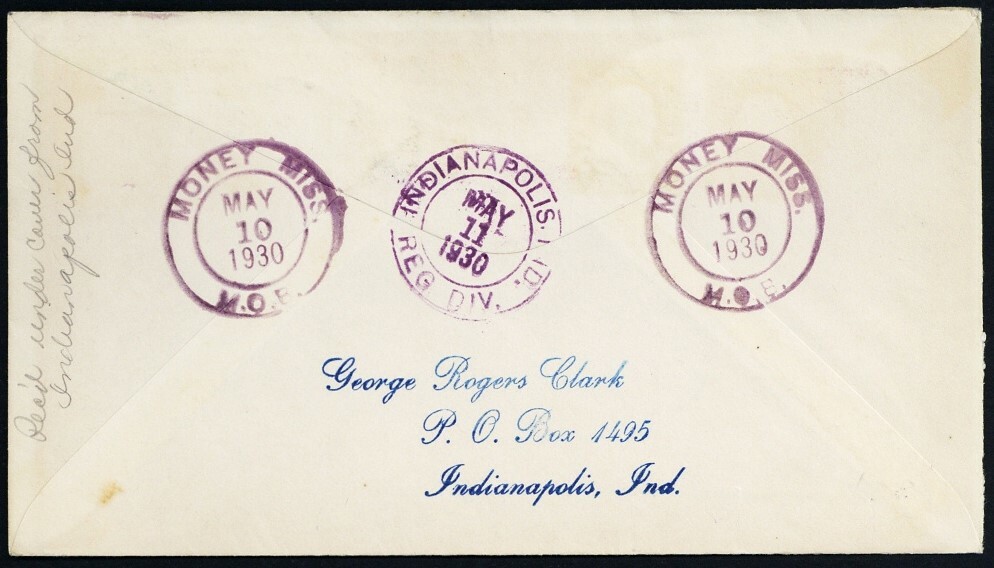 Rec'd under cover from
Indianapolis Ind
MONEY MISS.
MAY
10
1930
M.O.B.
INDIANAPOLIS, IND.
MAY
11
1930
REG DIV.
MONEY MISS.
MAY
10
1930
M.O.B.
George Rogers Clark
P. O. Box 1495
Indianapolis, Ind.